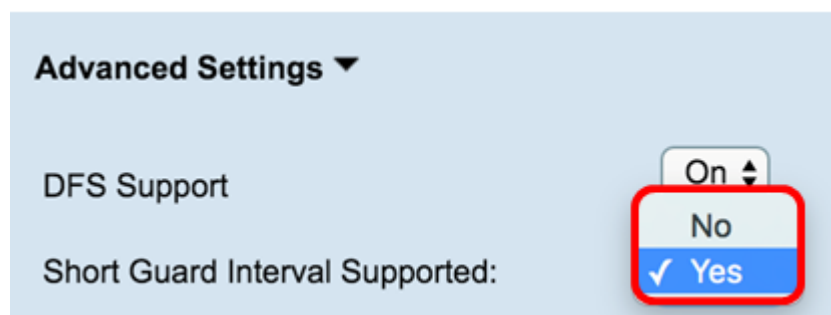 Advanced Settings
DFS Support On
No
Short Guard Interval Supported: Yes